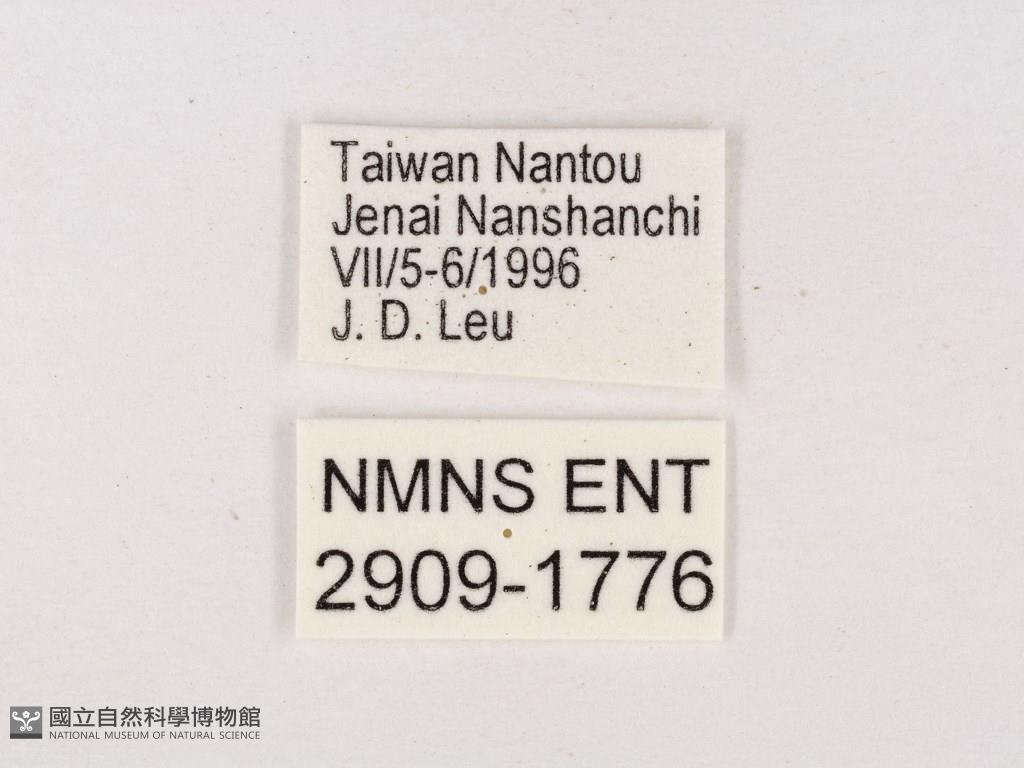 Taiwan Nantou
Jenai Nanshanchi
VII/5-6/1996
J. D. Leu
NMNS ENT
2909-1776
國立自然科學博物館
NATIONAL MUSEUM OF NATURAL SCIENCE